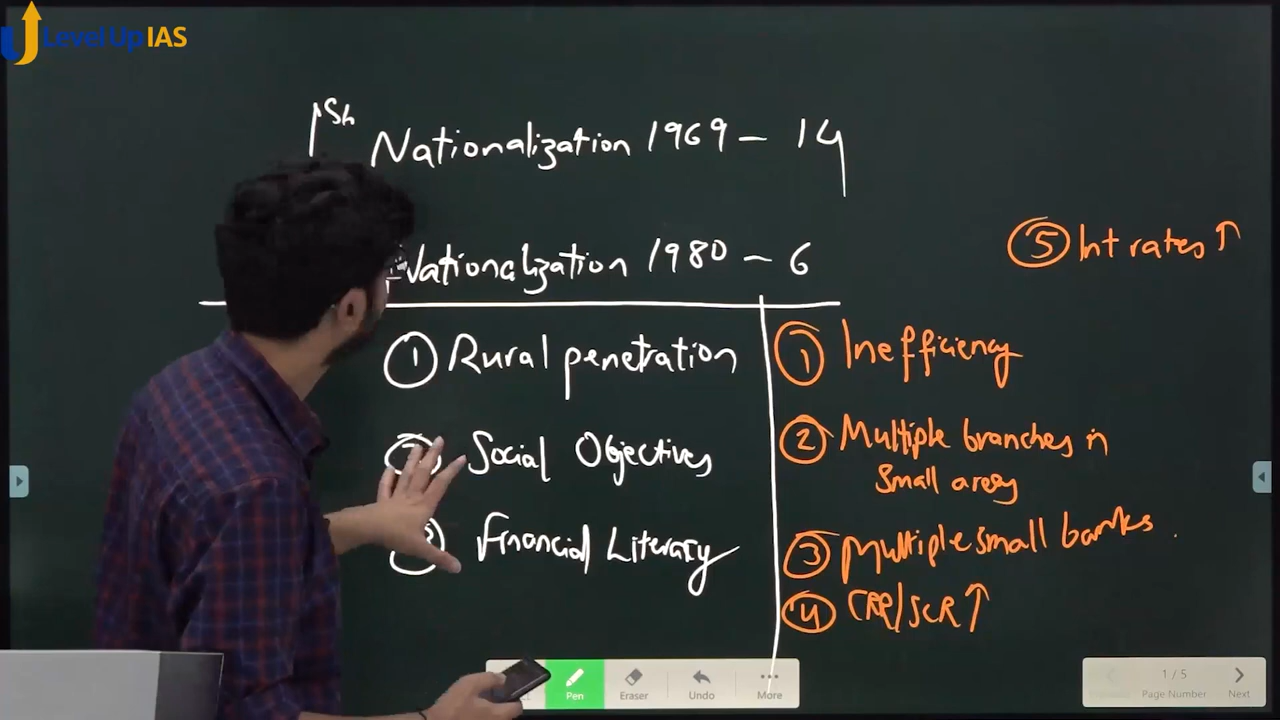 Level Up IAS
1st Nationalization 1969 – 14
Nationalization 1980 – 6
① Rural penetration
Social Objectives
Financial Literacy
⑤ Int rates ↑
① Inefficiency
② Multiple branches in
small areas
③ Multiple small banks
④ CRR/SLR ↑
Pen
Eraser
Undo
More
1 / 5
Page Number
Next